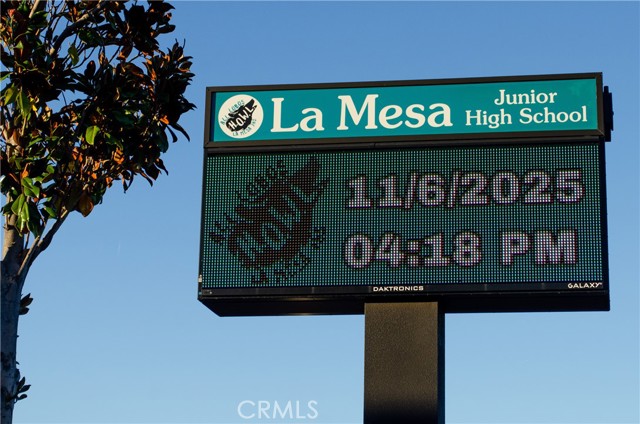 H.O.W.L
La Mesa
Junior
High School
11/6/2025
H.O.W.L
04:18 PM
DAKTRONICS
GALAXY
CRMLS